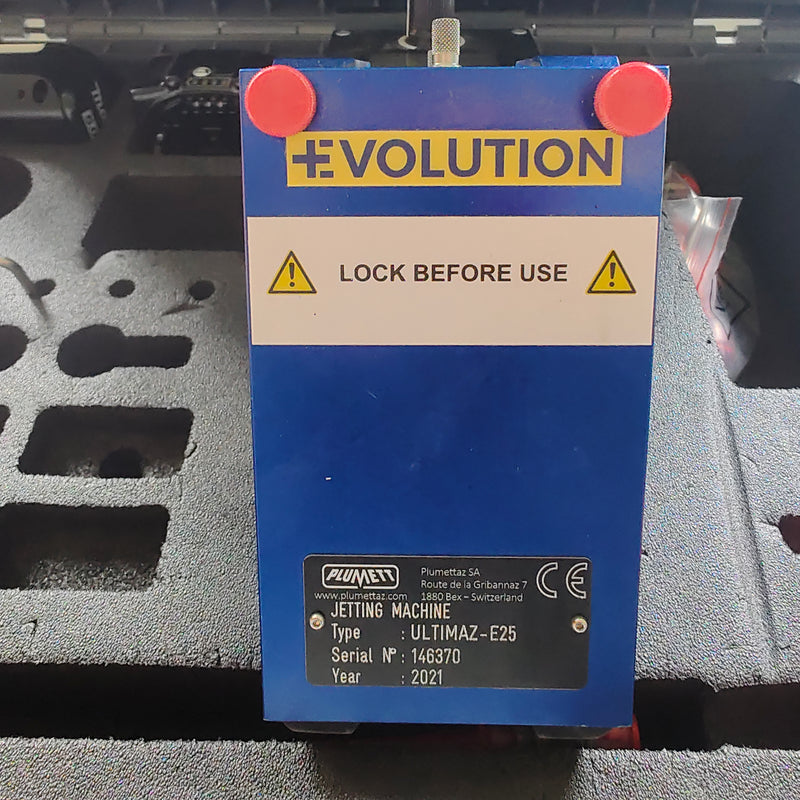 +EVOLUTION
LOCK BEFORE USE
PLUMETT
www.plumettaz.com
Plumettaz SA
Route de la Gribannaz 7
1880 Bex – Switzerland
CE
JETTING MACHINE
Type : ULTIMAZ-E25
Serial Nº : 146370
Year : 2021